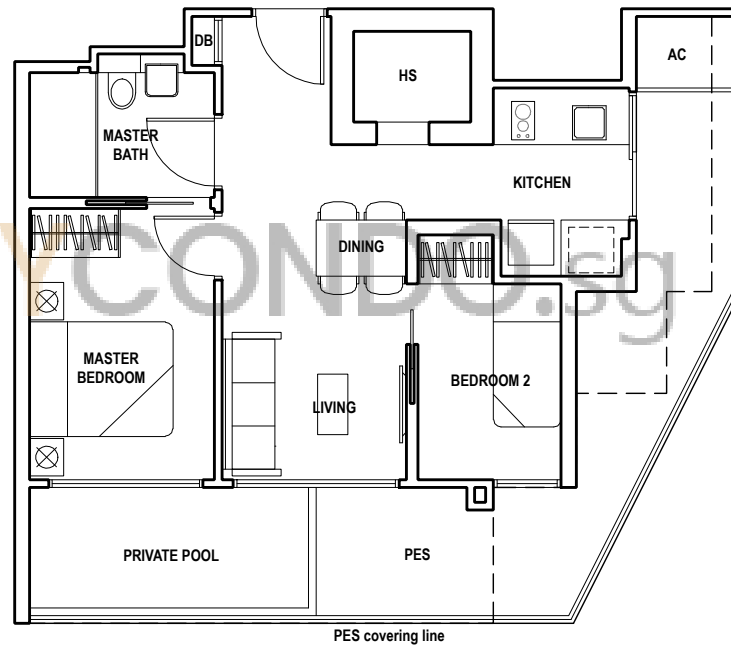 DB
HS
AC
MASTER
BATH
KITCHEN
DINING
YCONDO.sg
MASTER
BEDROOM
BEDROOM 2
LIVING
PRIVATE POOL
PES
PES covering line